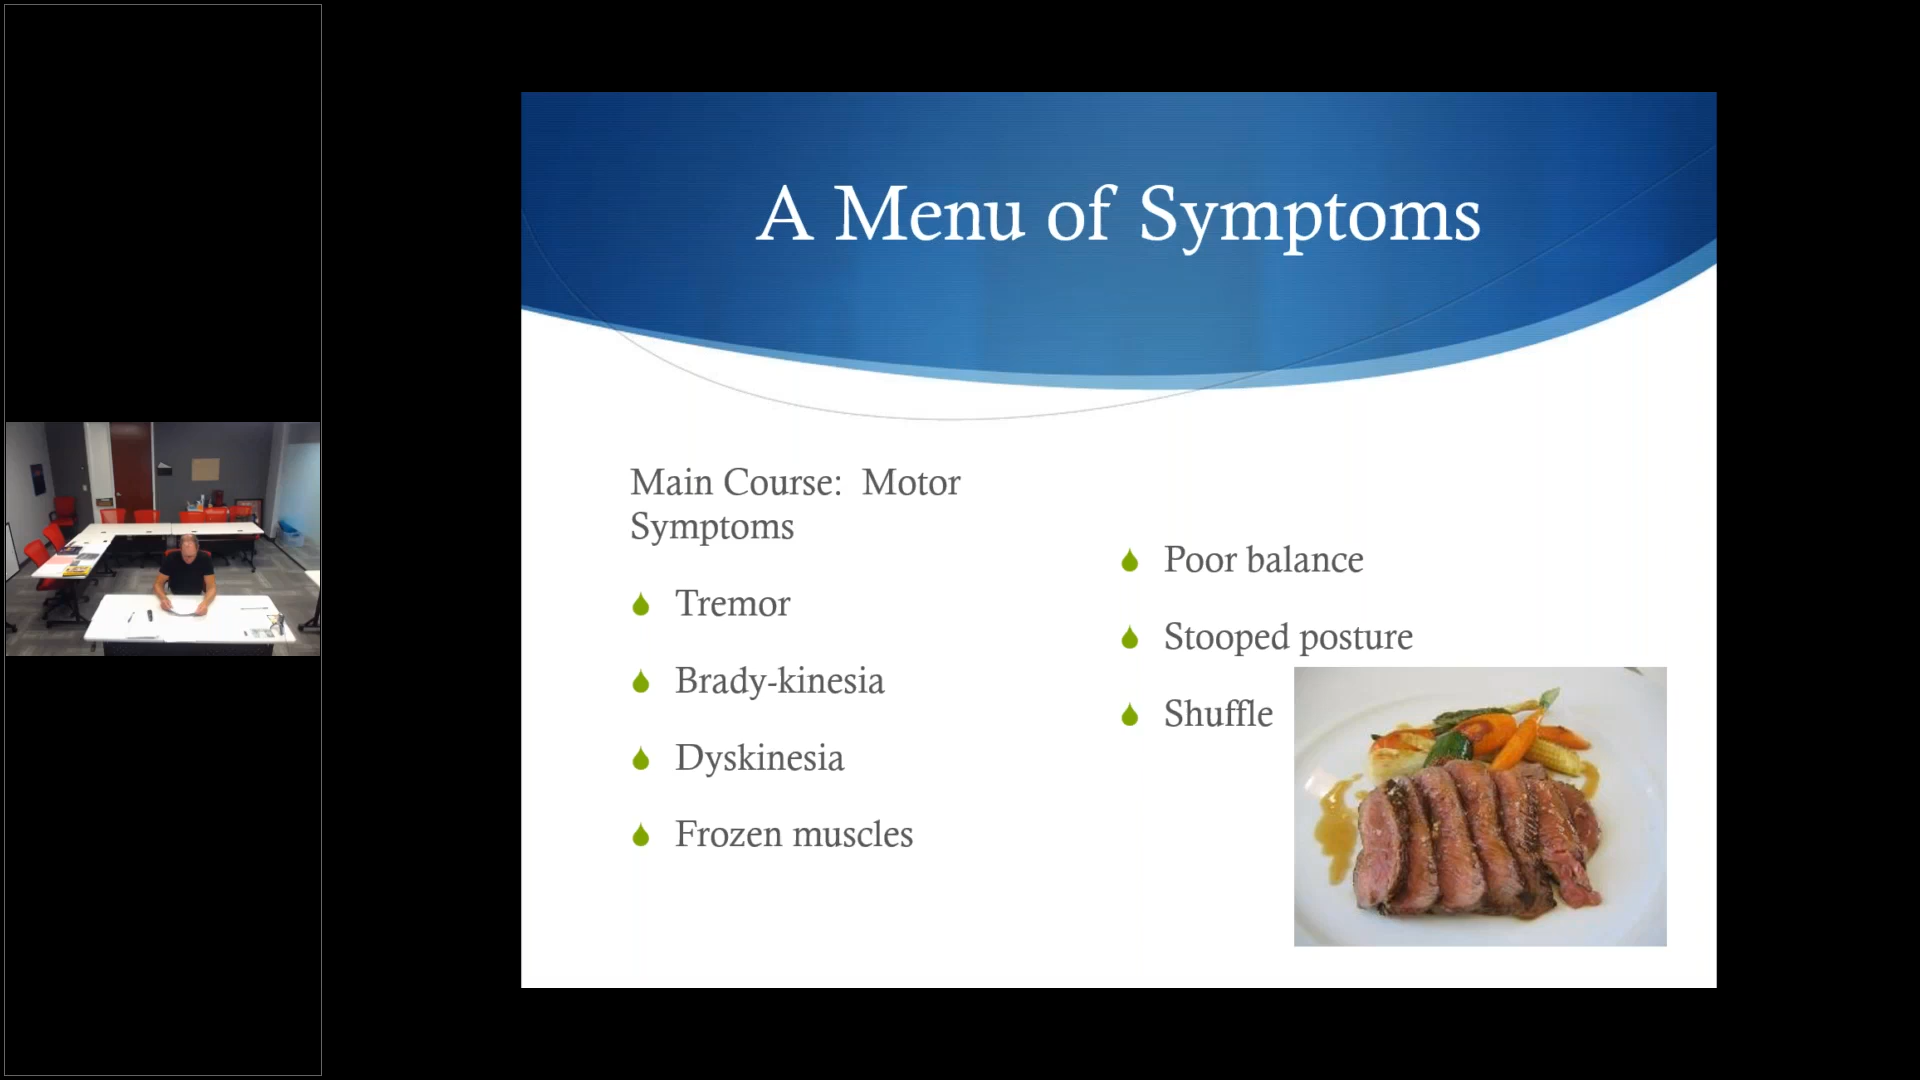 A Menu of Symptoms
Main Course:  Motor
Symptoms
Tremor
Brady-kinesia
Dyskinesia
Frozen muscles
Poor balance
Stooped posture
Shuffle